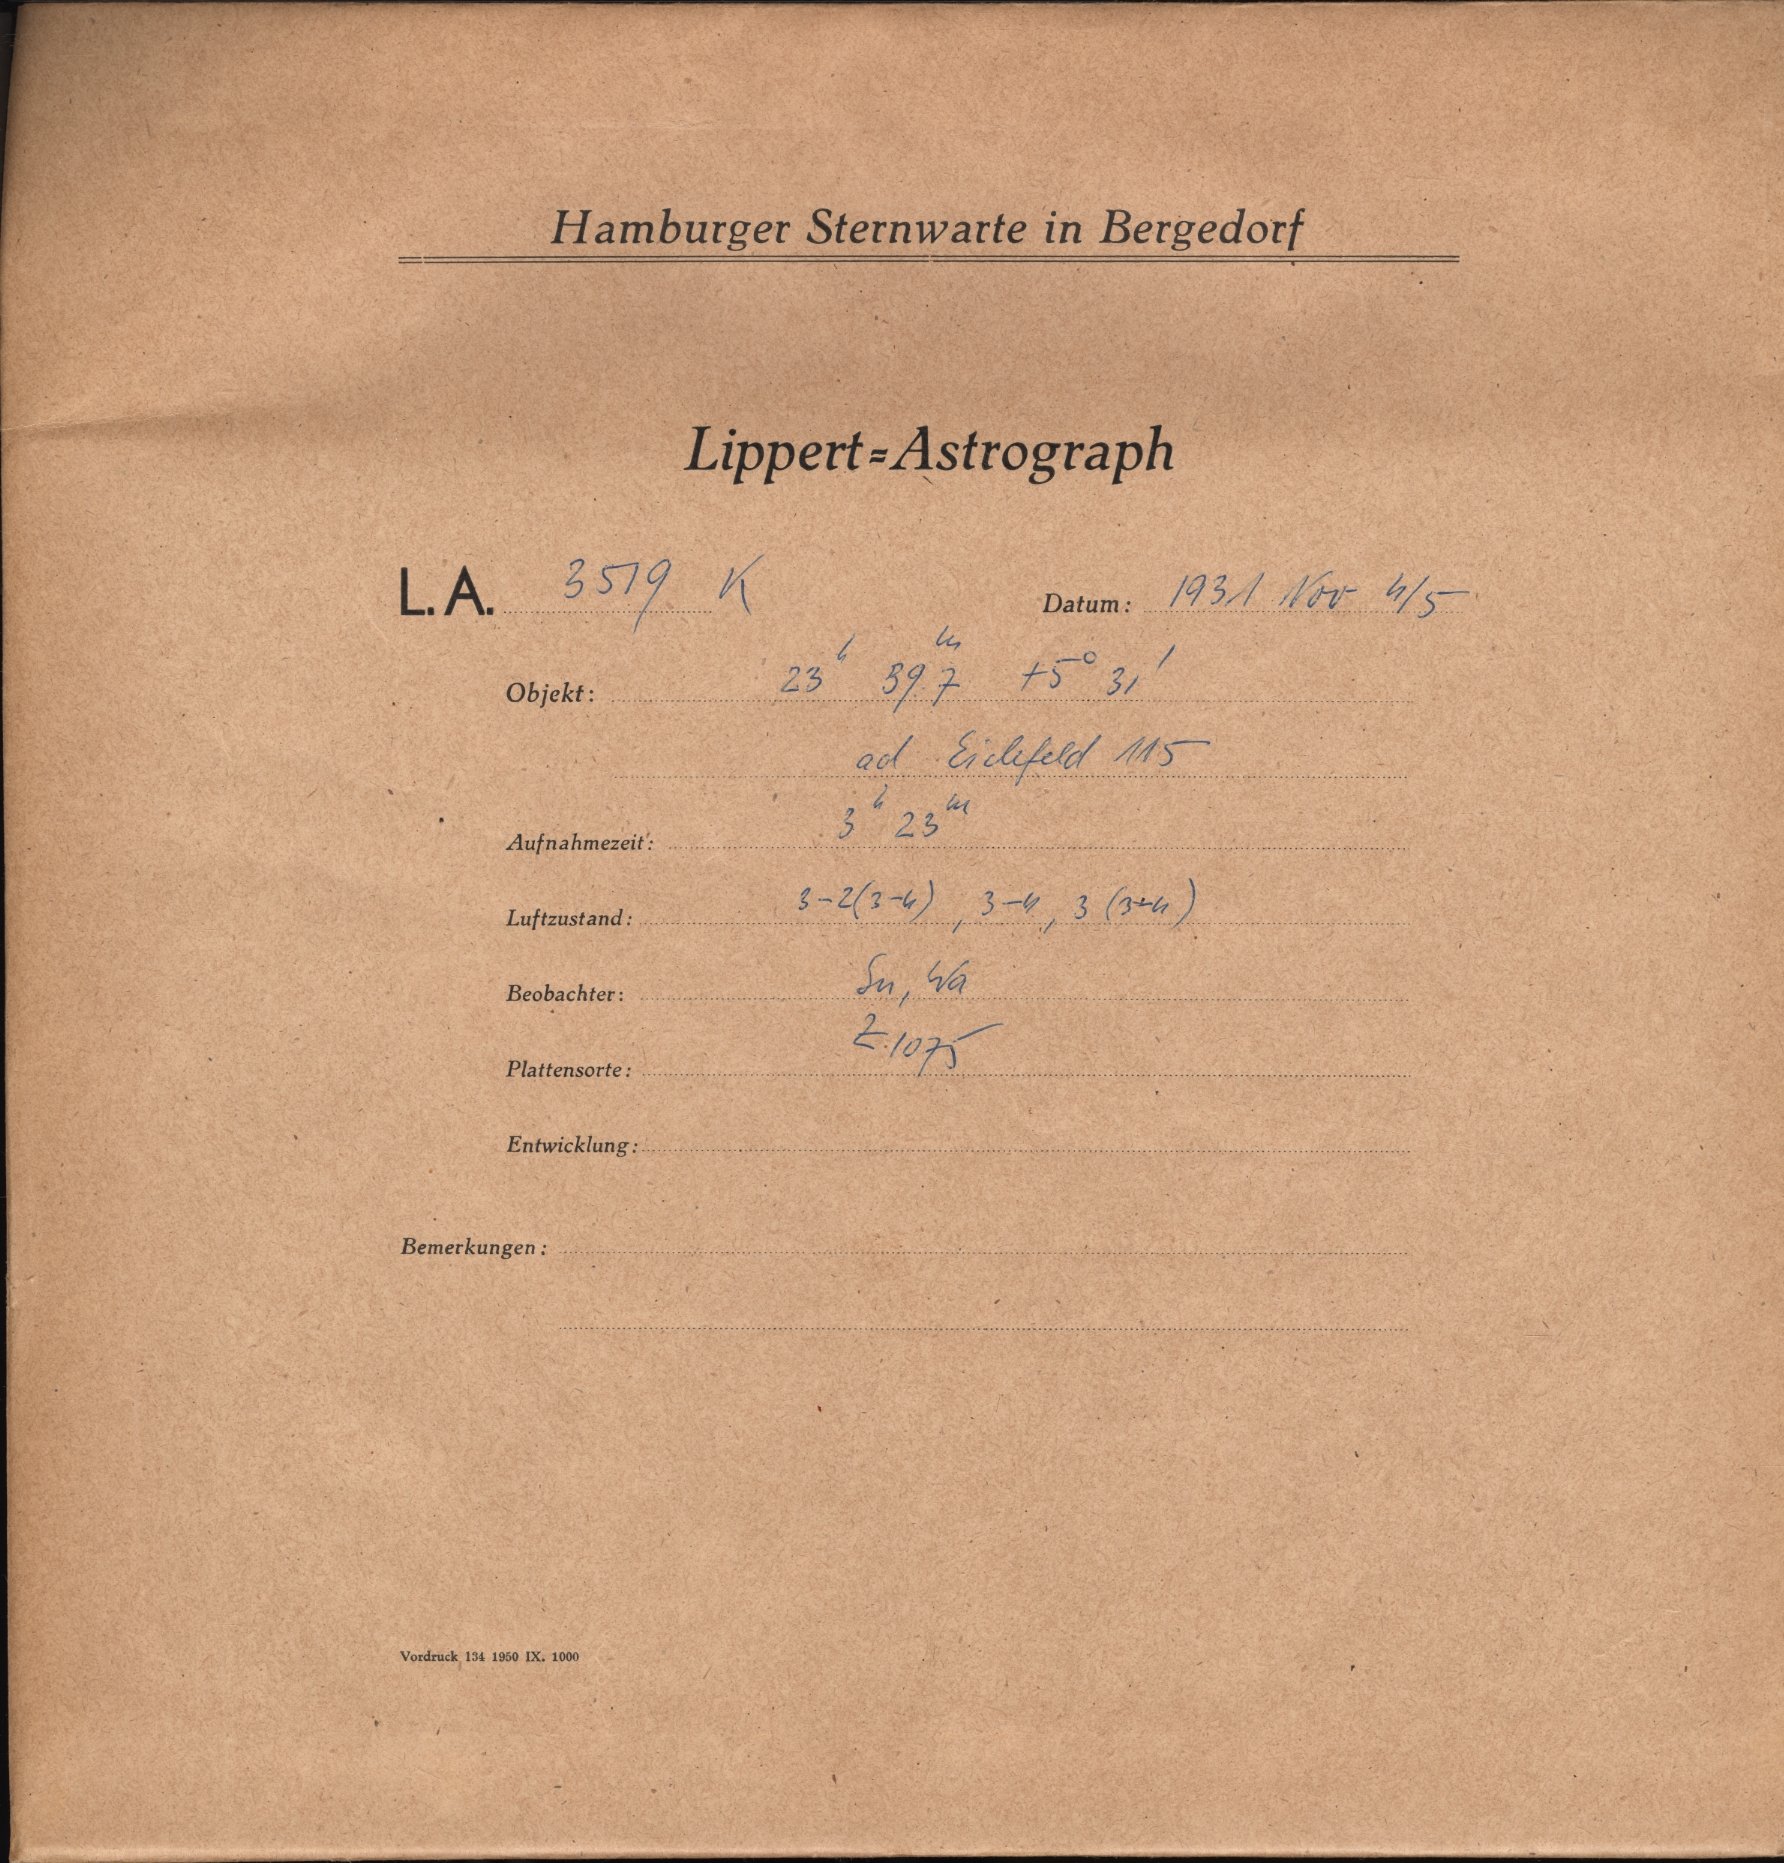 Hamburger Sternwarte in Bergedorf
Lippert=Astrograph
L.A. 3519 K Datum: 1931 Nov 4/5
Objekt: 23h 39.7m +5° 31'
ad Eichfeld 115
Aufnahmezeit: 3h 23m
Luftzustand: 3-2(3-4), 3-4, 3 (3-4)
Beobachter: Sn, Wa
Plattensorte: Z.1075
Entwicklung:
Bemerkungen:
Vordruck 134 1950 IX. 1000